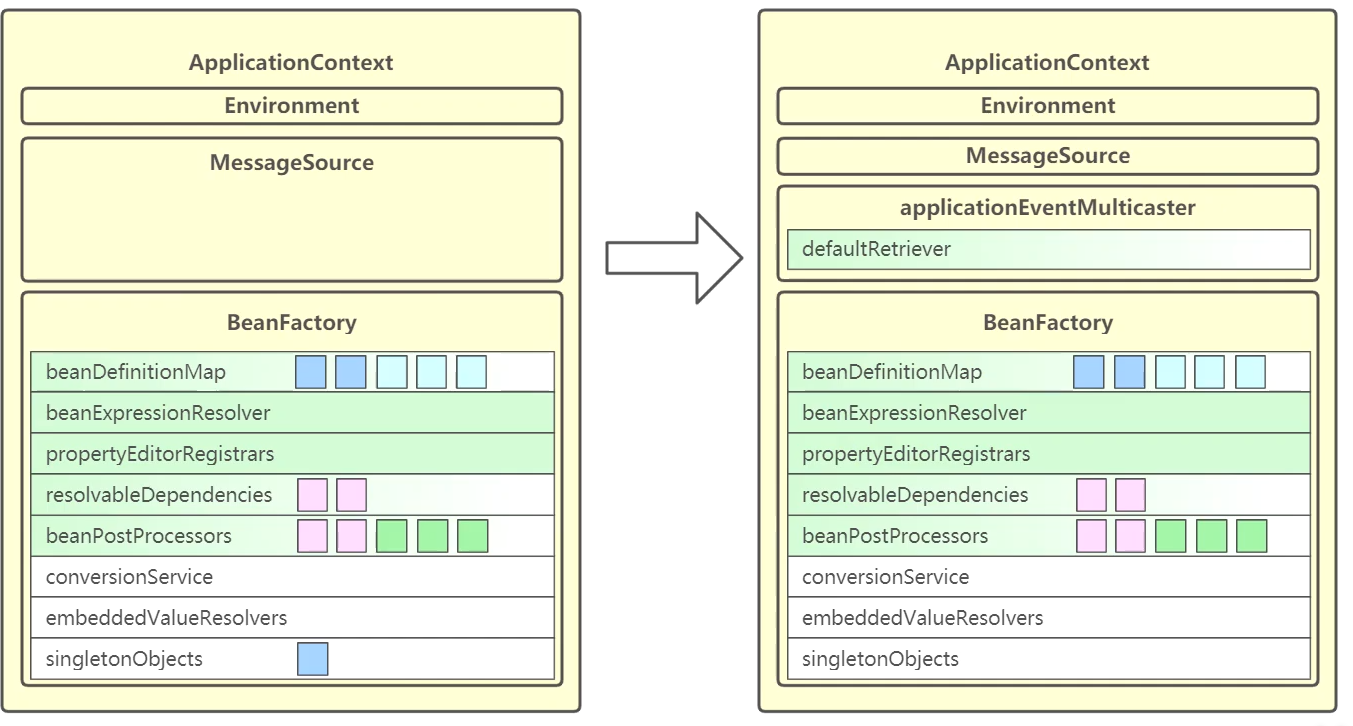 ApplicationContext
Environment
MessageSource
BeanFactory
beanDefinitionMap
beanExpressionResolver
propertyEditorRegistrars
resolvableDependencies
beanPostProcessors
conversionService
embeddedValueResolvers
singletonObjects
ApplicationContext
Environment
MessageSource
applicationEventMulticaster
defaultRetriever
BeanFactory
beanDefinitionMap
beanExpressionResolver
propertyEditorRegistrars
resolvableDependencies
beanPostProcessors
conversionService
embeddedValueResolvers
singletonObjects